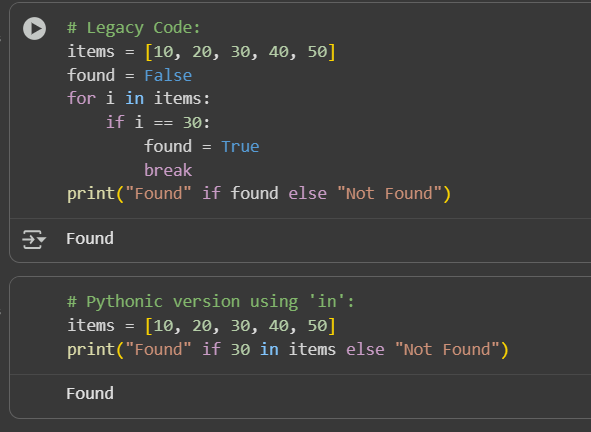 # Legacy Code:
items = [10, 20, 30, 40, 50]
found = False
for i in items:
    if i == 30:
        found = True
        break
print("Found" if found else "Not Found")
Found
# Pythonic version using 'in':
items = [10, 20, 30, 40, 50]
print("Found" if 30 in items else "Not Found")
Found